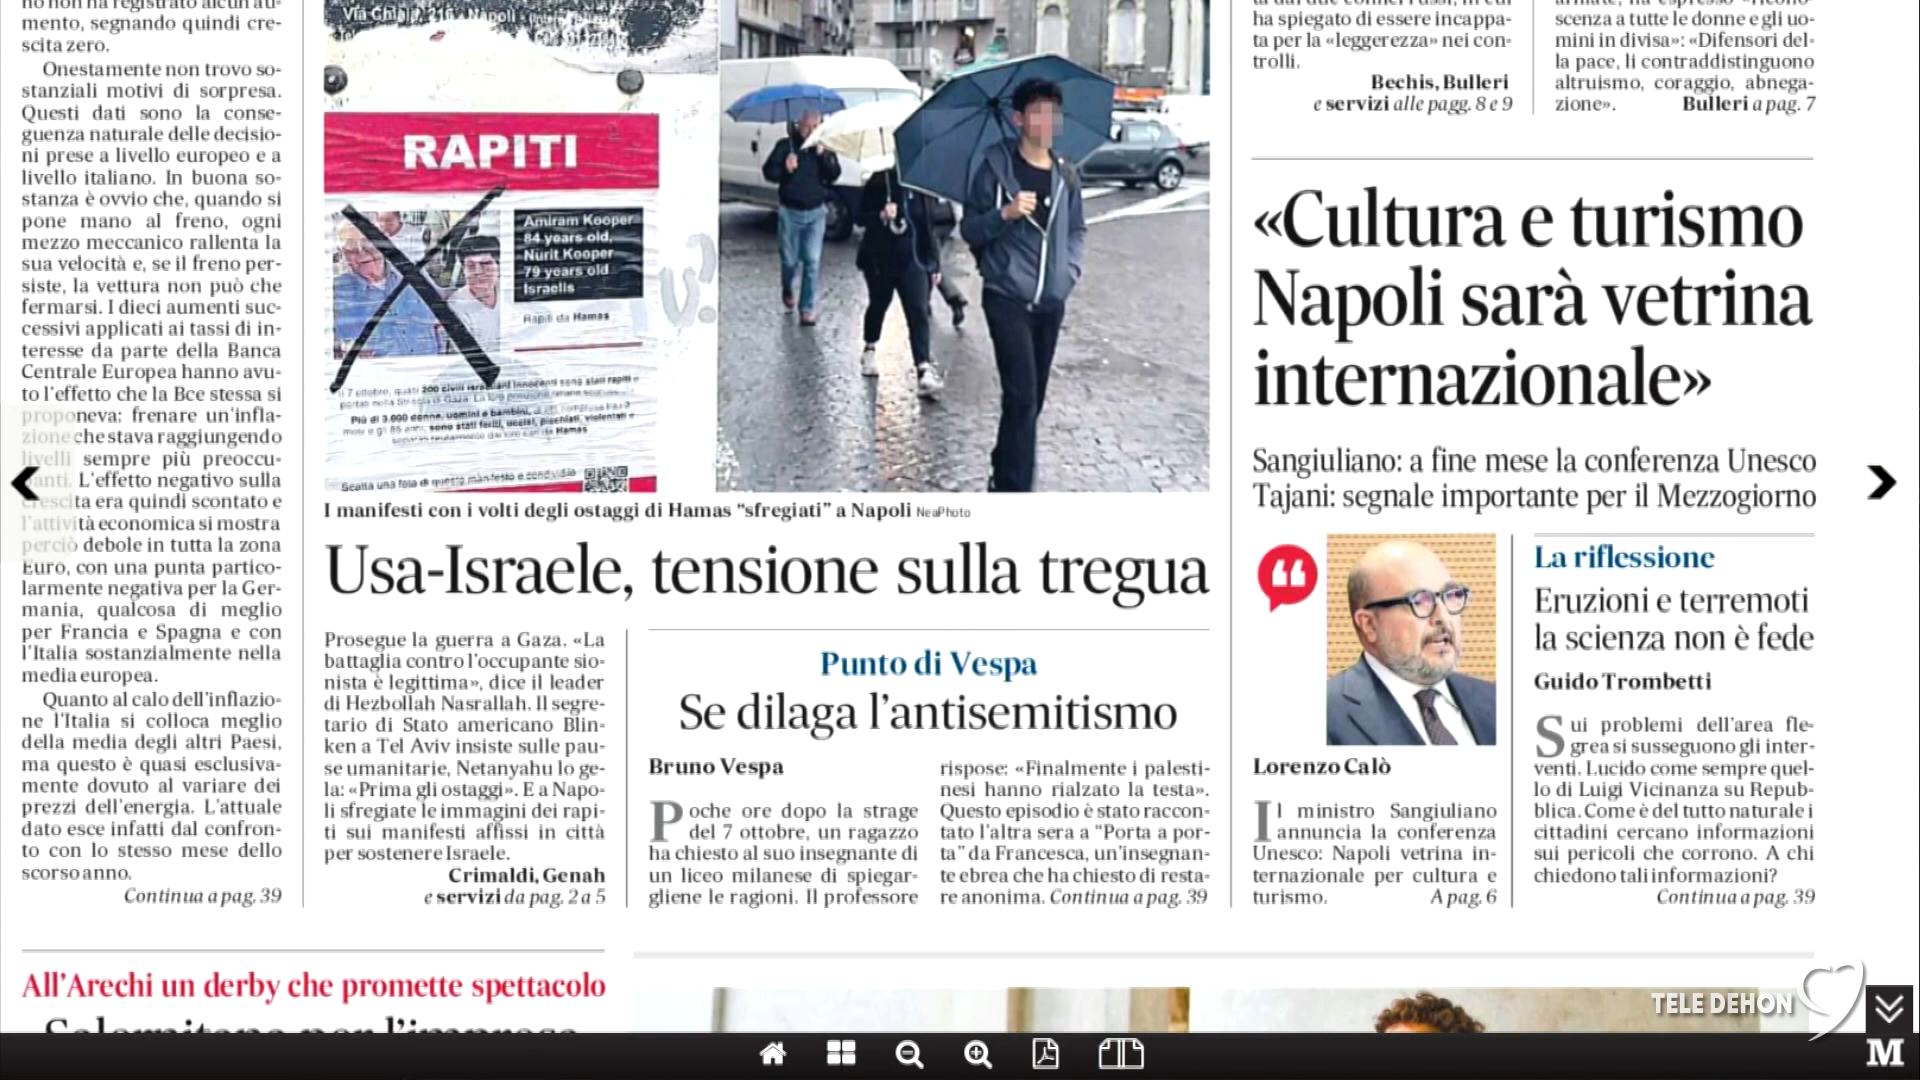 mento, segnando quindi cre-
scita zero.
Onestamente non trovo so-
stanziali motivi di sorpresa.
Questi dati sono la conse-
guenza naturale delle decisio-
ni prese a livello europeo e a
livello italiano. In buona so-
stanza è ovvio che, quando si
pone mano al freno, ogni
mezzo meccanico rallenta la
sua velocità e, se il freno per-
siste, la vettura non può che
fermarsi. I dieci aumenti suc-
cessivi applicati ai tassi di in-
teresse da parte della Banca
Centrale Europea hanno avu-
to l'effetto che la Bce stessa si
proponeva: frenare un'infla-
zione che stava raggiungendo
livelli sempre più preoccu-
panti. L'effetto negativo sulla
crescita era quindi scontato e
l'attività economica si mostra
perciò debole in tutta la zona
Euro, con una punta partico-
larmente negativa per la Ger-
mania, qualcosa di meglio
per Francia e Spagna e con
l'Italia sostanzialmente nella
media europea.
Quanto al calo dell'inflazio-
ne l'Italia si colloca meglio
della media degli altri Paesi,
ma questo è quasi esclusiva-
mente dovuto al variare dei
prezzi dell'energia. L'attuale
dato esce infatti dal confron-
to con lo stesso mese dello
scorso anno.
Continua a pag. 39
RAPITI
Amiram Kooper
84 years old,
Nurit Kooper
79 years old
Israelis
Rapiti da Hamas
I manifesti con i volti degli ostaggi di Hamas “sfregiati” a Napoli NeaPhoto
Usa-Israele, tensione sulla tregua
Prosegue la guerra a Gaza. «La
battaglia contro l'occupante sio-
nista è legittima», dice il leader
di Hezbollah Nasrallah. Il segre-
tario di Stato americano Blin-
ken a Tel Aviv insiste sulle pau-
se umanitarie, Netanyahu lo ge-
la: «Prima gli ostaggi». E a Napo-
li sfregiate le immagini dei rapi-
ti sui manifesti affissi in città
per sostenere Israele.
Crimaldi, Genah
e servizi da pag. 2 a 5
Punto di Vespa
Se dilaga l'antisemitismo
Bruno Vespa
Poche ore dopo la strage
del 7 ottobre, un ragazzo
ha chiesto al suo insegnante di
un liceo milanese di spiegar-
gliene le ragioni. Il professore
rispose: «Finalmente i palesti-
nesi hanno rialzato la testa».
Questo episodio è stato raccon-
tato l'altra sera a "Porta a por-
ta" da Francesca, un'insegnan-
te ebrea che ha chiesto di resta-
re anonima. Continua a pag. 39
ha spiegato di essere incappa-
ta per la «leggerezza» nei con-
trolli.
Bechis, Bulleri
e servizi alle pagg. 8 e 9
scenza a tutte le donne e gli uo-
mini in divisa»: «Difensori del-
la pace, li contraddistinguono
altruismo, coraggio, abnega-
zione». Bulleri a pag. 7
«Cultura e turismo
Napoli sarà vetrina
internazionale»
Sangiuliano: a fine mese la conferenza Unesco
Tajani: segnale importante per il Mezzogiorno
Lorenzo Calò
Il ministro Sangiuliano
annuncia la conferenza
Unesco: Napoli vetrina in-
ternazionale per cultura e
turismo. A pag. 6
La riflessione
Eruzioni e terremoti
la scienza non è fede
Guido Trombetti
Sui problemi dell'area fle-
grea si susseguono gli inter-
venti. Lucido come sempre quel-
lo di Luigi Vicinanza su Repub-
blica. Come è del tutto naturale i
cittadini cercano informazioni
sui pericoli che corrono. A chi
chiedono tali informazioni?
Continua a pag. 39
All'Arechi un derby che promette spettacolo
TELE DEHON
M